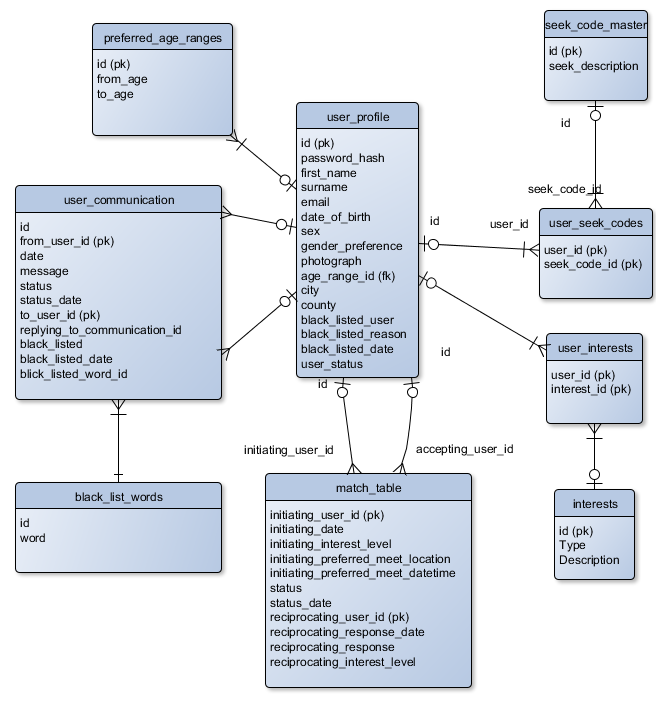 preferred_age_ranges
id (pk)
from_age
to_age
seek_code_master
id (pk)
seek_description
user_profile
id (pk)
password_hash
first_name
surname
email
date_of_birth
sex
gender_preference
photograph
age_range_id (fk)
city
county
black_listed_user
black_listed_reason
black_listed_date
user_status
user_communication
id
from_user_id (pk)
date
message
status
status_date
to_user_id (pk)
replying_to_communication_id
black_listed
black_listed_date
blick_listed_word_id
id
seek_code_id
id
user_id
user_seek_codes
user_id (pk)
seek_code_id (pk)
id
user_interests
user_id (pk)
interest_id (pk)
id
initiating_user_id
accepting_user_id
black_list_words
id
word
match_table
initiating_user_id (pk)
initiating_date
initiating_interest_level
initiating_preferred_meet_location
initiating_preferred_meet_datetime
status
status_date
reciprocating_user_id (pk)
reciprocating_response_date
reciprocating_response
reciprocating_interest_level
interests
id (pk)
Type
Description